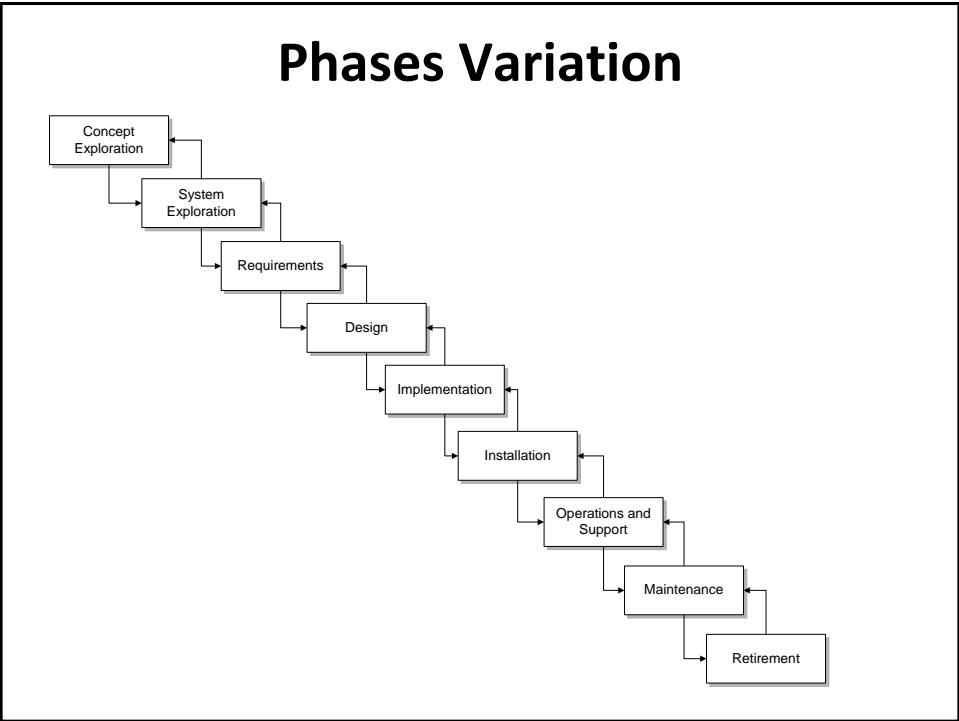 Phases Variation
Concept
Exploration
System
Exploration
Requirements
Design
Implementation
Installation
Operations and
Support
Maintenance
Retirement